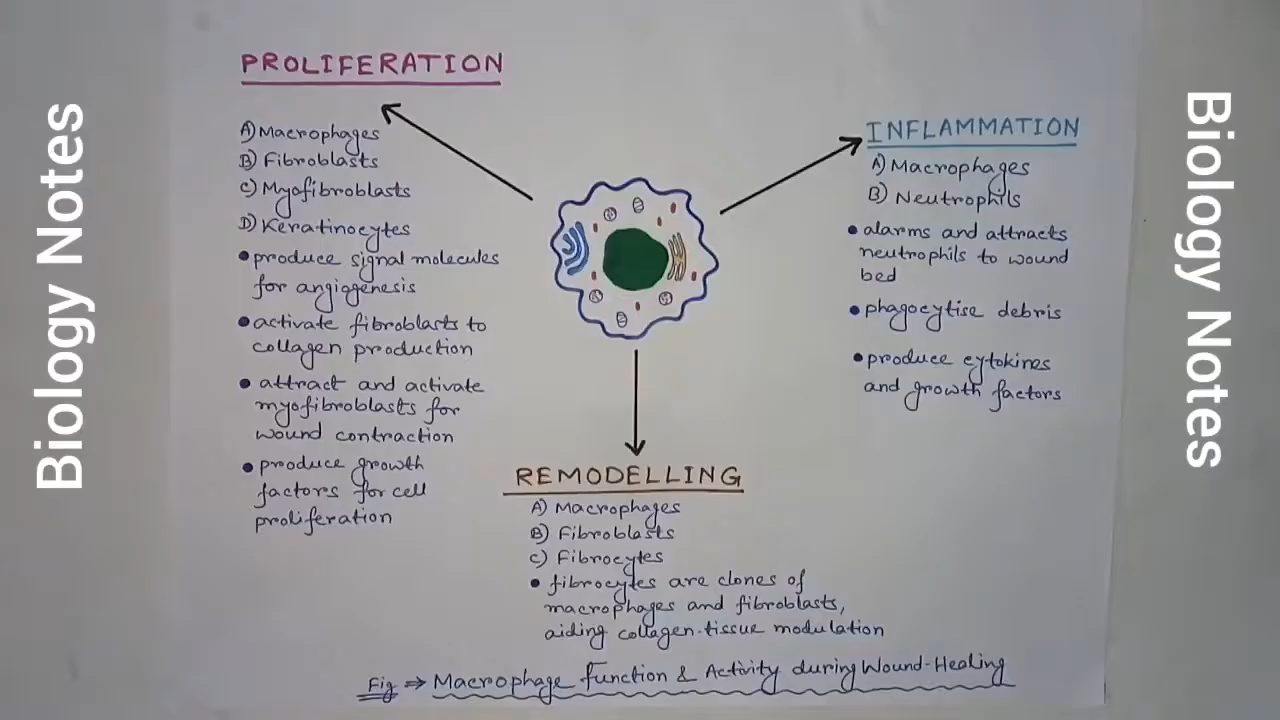 Biology Notes
PROLIFERATION
A) Macrophages
B) Fibroblasts
C) Myofibroblasts
D) Keratinocytes
• produce signal molecules
for angiogenesis
• activate fibroblasts to
collagen production
• attract and activate
myofibroblasts for
wound contraction
• produce growth
factors for cell
proliferation
INFLAMMATION
A) Macrophages
B) Neutrophils
• alarms and attracts
neutrophils to wound
bed
• phagocytise debris
• produce cytokines
and growth factors
REMODELLING
A) Macrophages
B) Fibroblasts
C) Fibrocytes
• fibrocytes are clones of
macrophages and fibroblasts,
aiding collagen-tissue modulation
Fig ⇒ Macrophage Function & Activity during Wound-Healing
Biology Notes